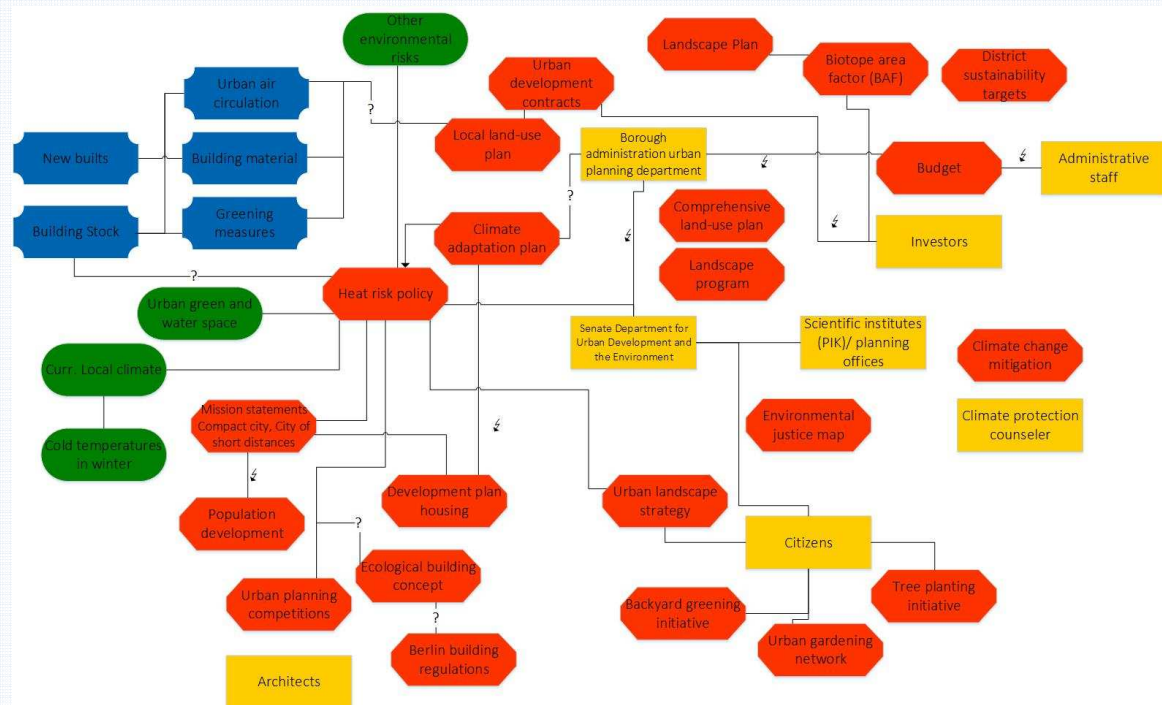 Other
environmental
risks
Landscape Plan
Biotope area
factor (BAF)
District
sustainability
targets
Urban
development
contracts
Urban air
circulation
?
Local land-use
plan
Borough
administration urban
planning department
New builts
Building material
Budget
Administrative
staff
?
Building Stock
Greening
measures
Climate
adaptation plan
?
Comprehensive
land-use plan
Investors
Landscape
program
?
Heat risk policy
Urban green and
water space
Senate Department for
Urban Development and
the Environment
Scientific institutes
(PIK)/ planning
offices
Climate change
mitigation
Curr. Local climate
Mission statements
Compact city, City of
short distances
Environmental
justice map
Climate protection
counseler
Cold temperatures
in winter
Development plan
housing
Urban landscape
strategy
Population
development
?
Citizens
Ecological building
concept
Urban planning
competitions
Tree planting
initiative
Backyard greening
initiative
?
Urban gardening
network
Berlin building
regulations
Architects